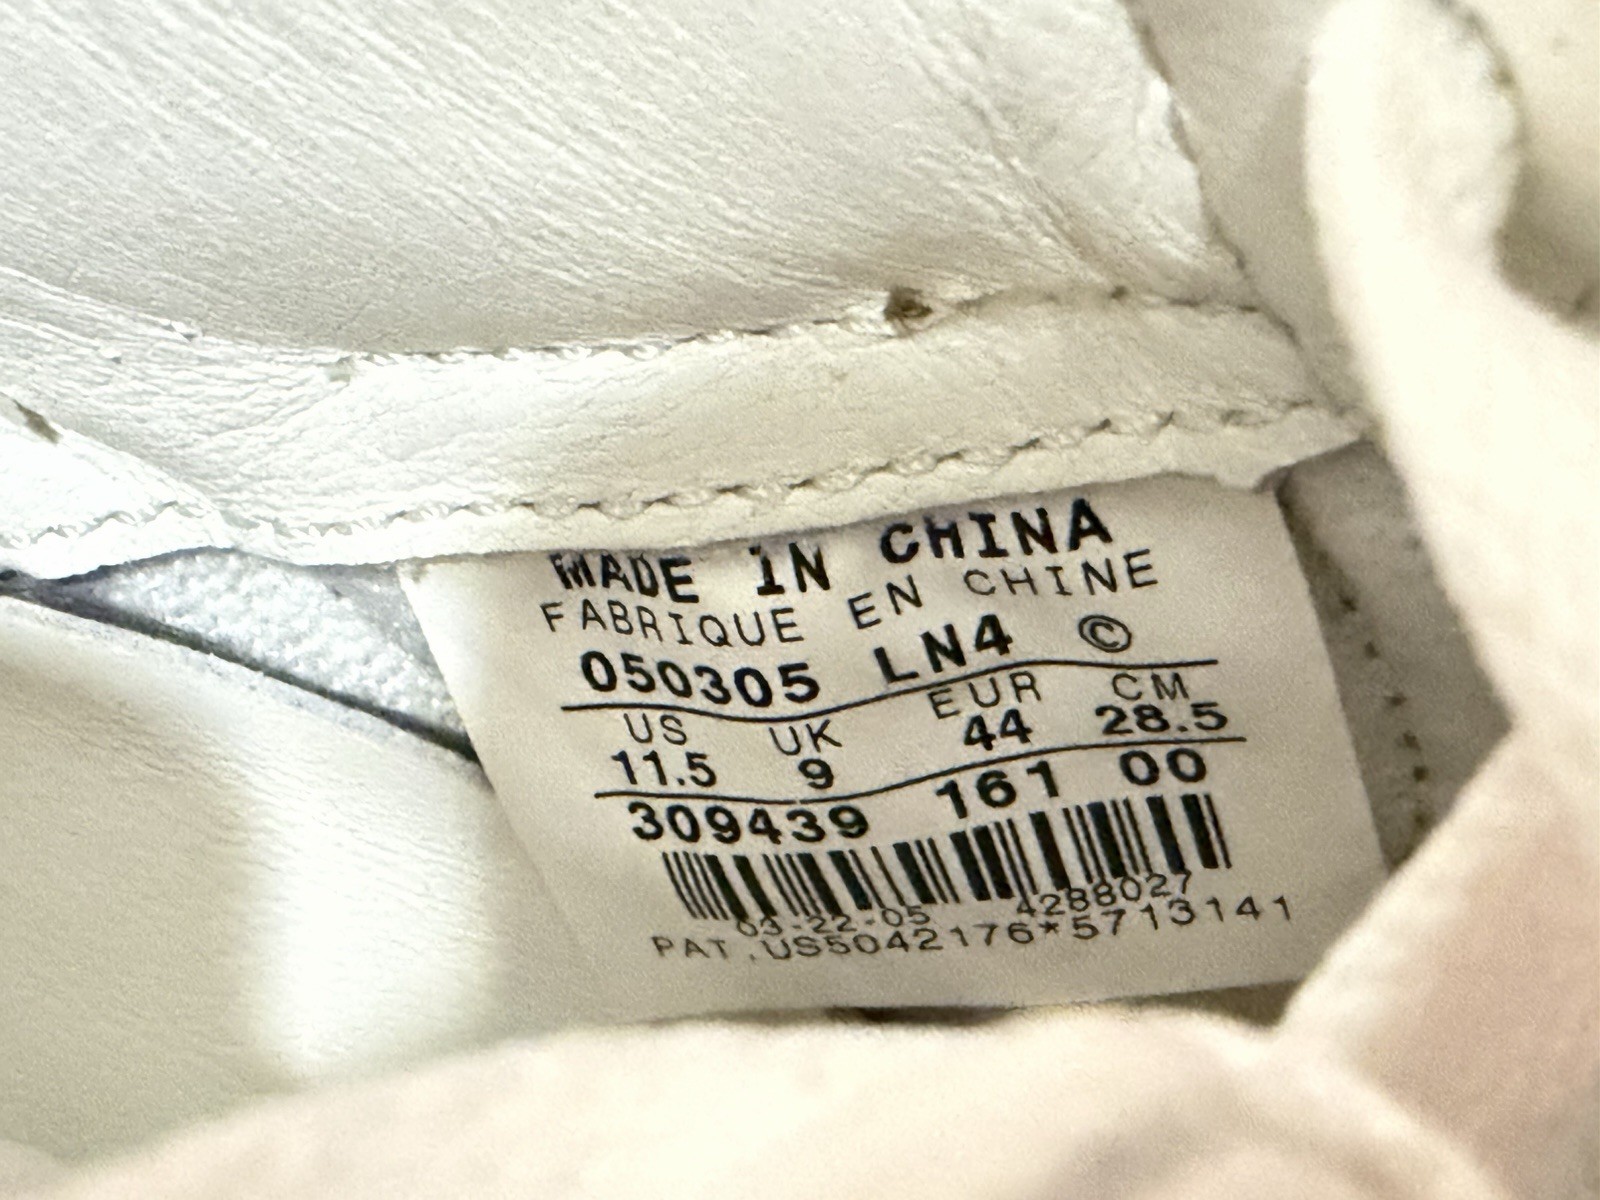 MADE IN CHINA
FABRIQUE EN CHINE
050305 LN4 ©
US UK EUR CM
11.5 9 44 28.5
309439 161 00
03-22-05 4288027
PAT.US5042176*5713141